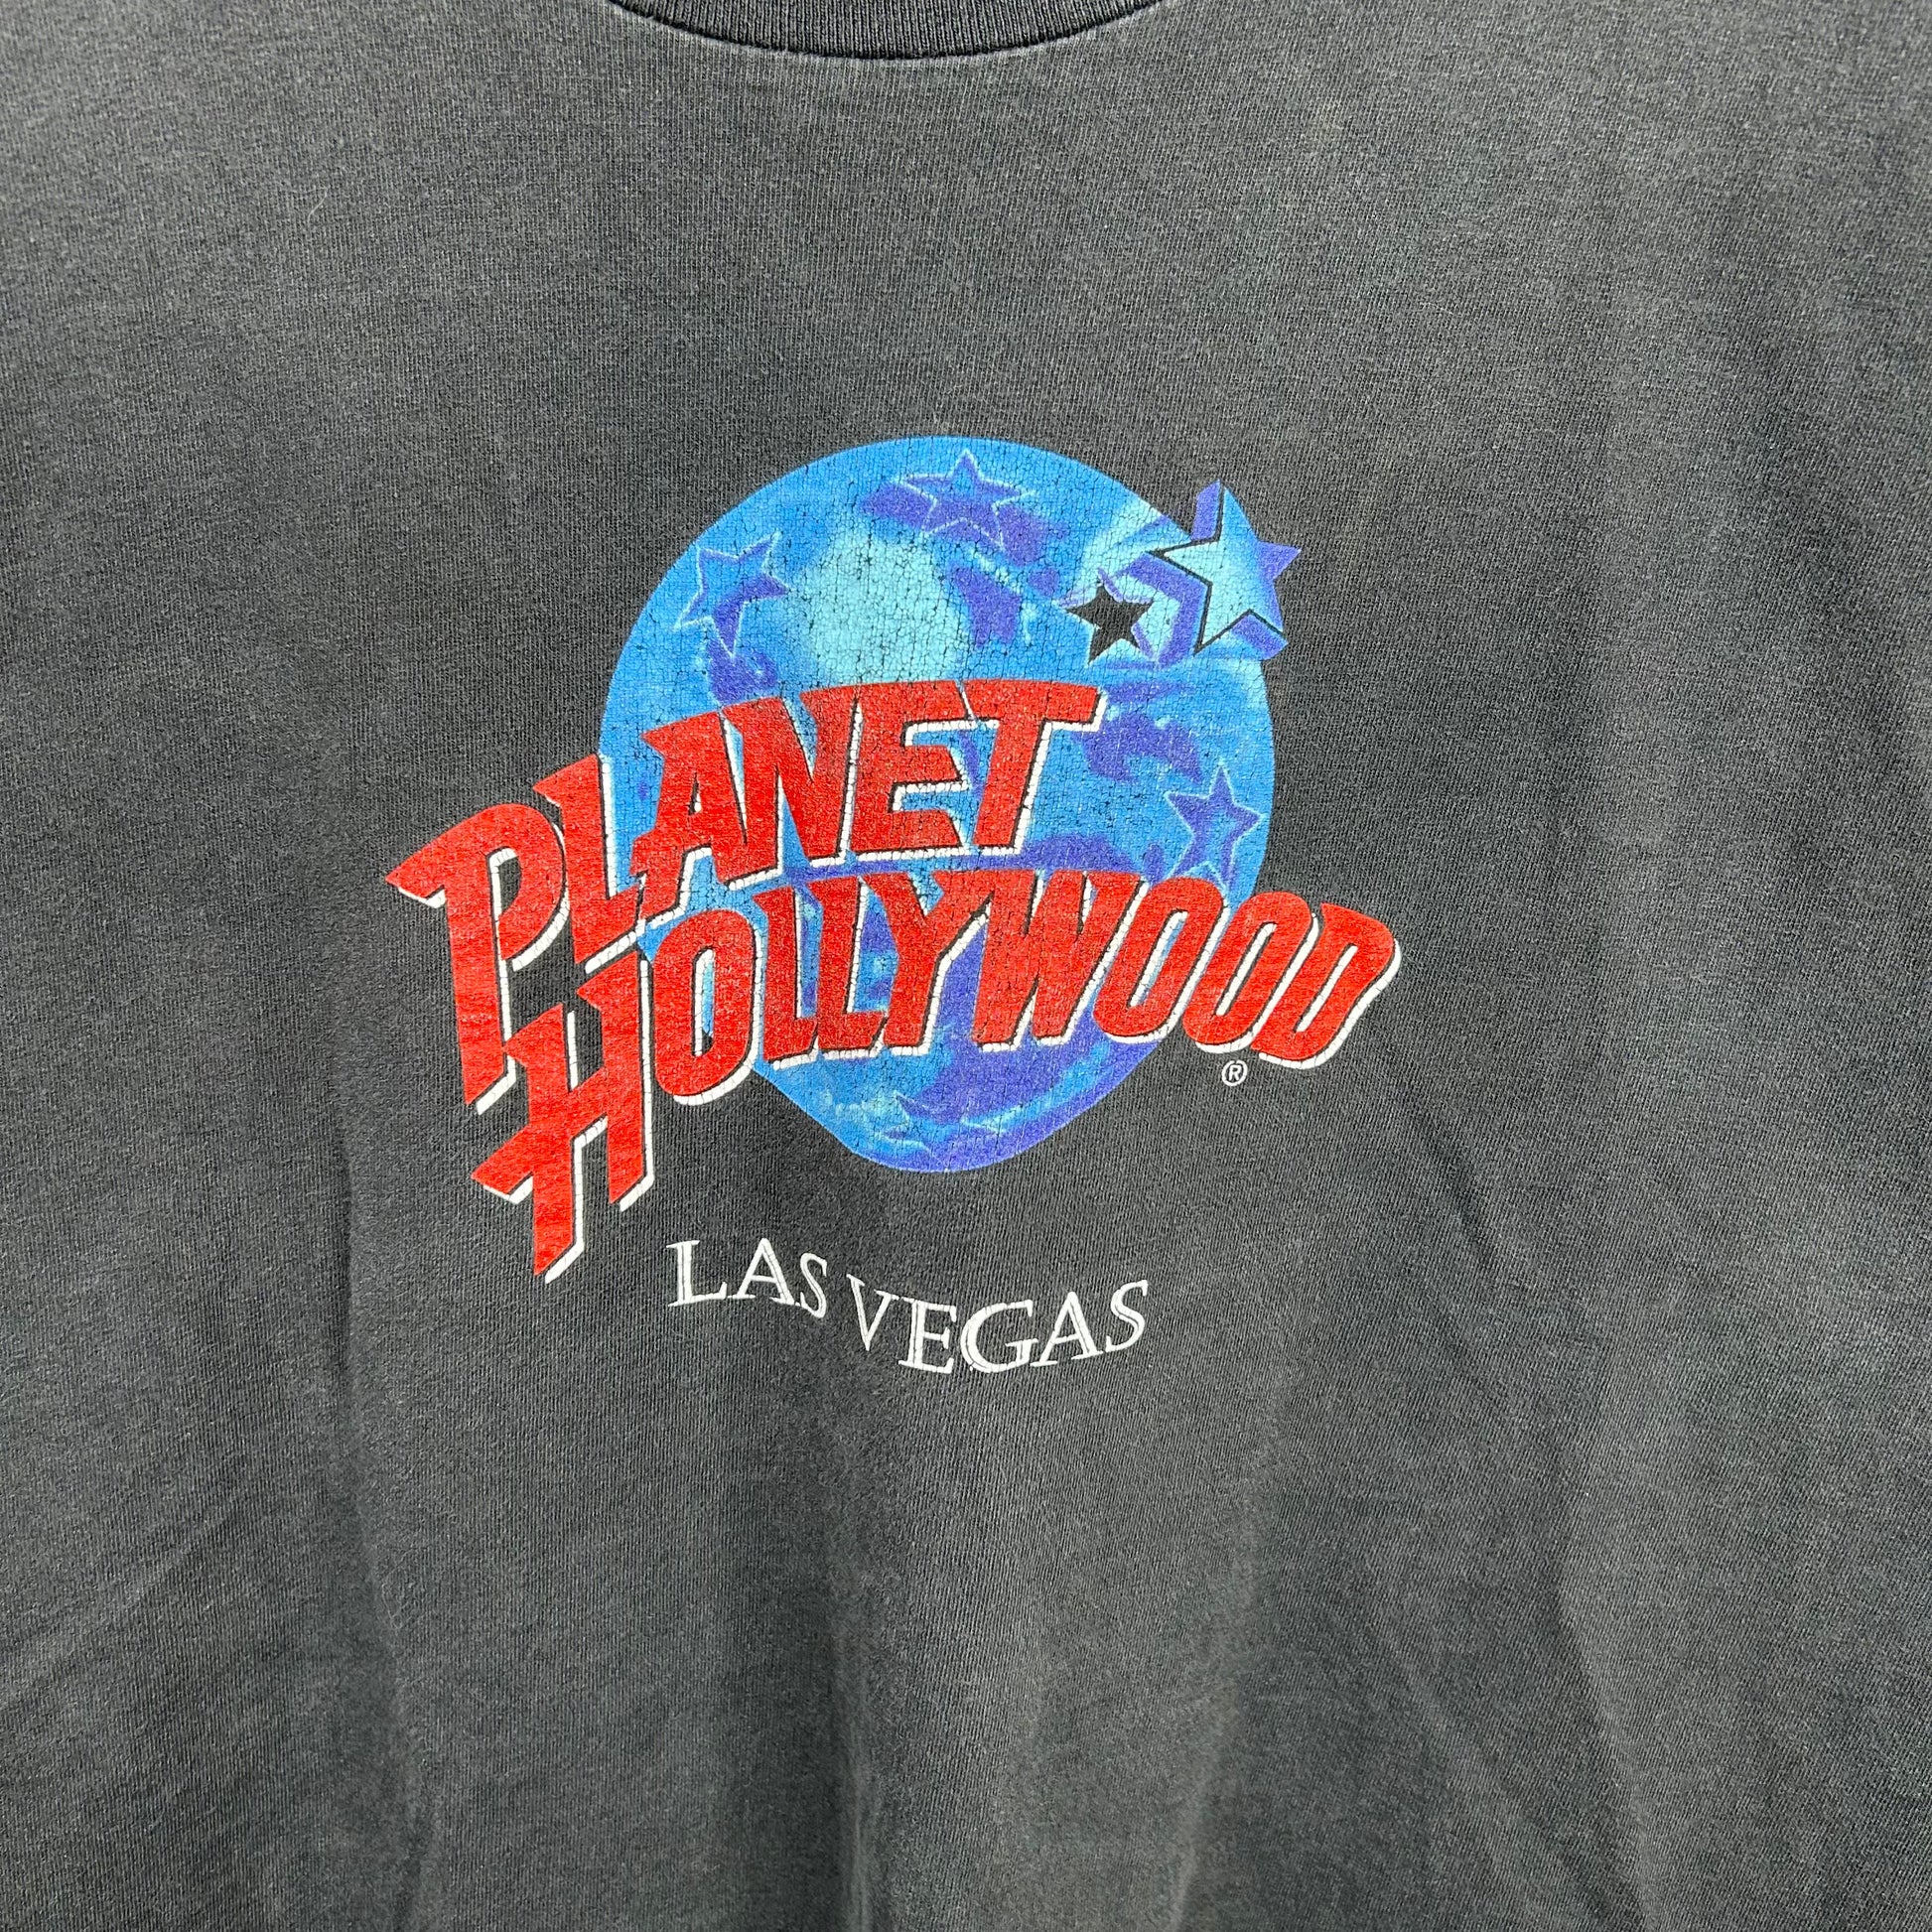 PLANET
HOLLYWOOD
®
LAS VEGAS